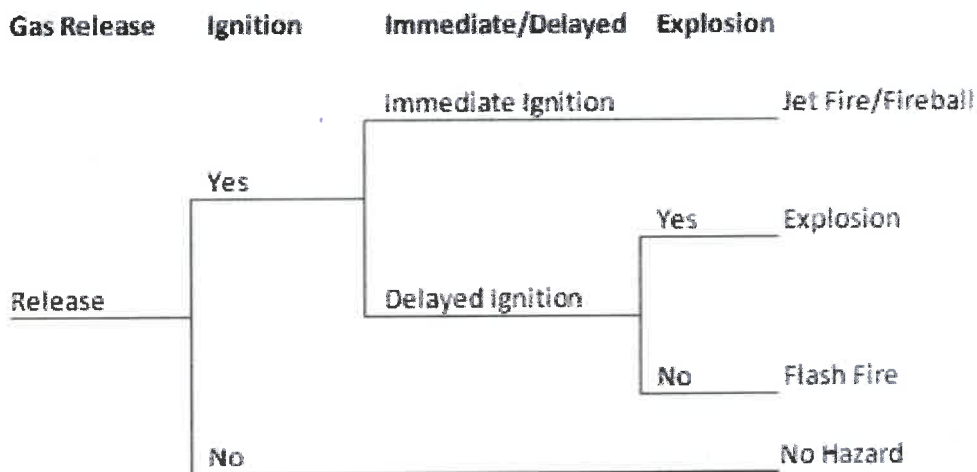 Gas Release Ignition Immediate/Delayed Explosion
Immediate Ignition Jet Fire/Fireball
Yes
Yes Explosion
Release Delayed Ignition
No Flash Fire
No No Hazard